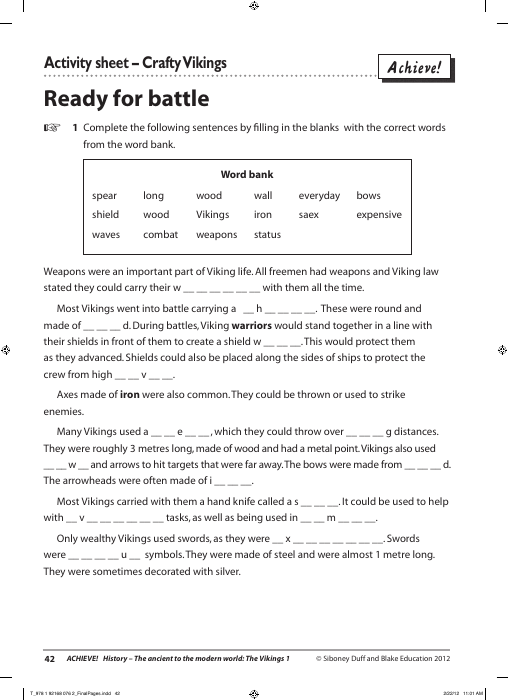 Activity sheet – Crafty Vikings
Achieve!
Ready for battle
1 Complete the following sentences by filling in the blanks with the correct words
from the word bank.
Word bank
spear long wood wall everyday bows
shield wood Vikings iron saex expensive
waves combat weapons status
Weapons were an important part of Viking life. All freemen had weapons and Viking law
stated they could carry their w __ __ __ __ __ __ with them all the time.
Most Vikings went into battle carrying a __ h __ __ __ __. These were round and
made of __ __ __ d. During battles, Viking warriors would stand together in a line with
their shields in front of them to create a shield w __ __ __. This would protect them
as they advanced. Shields could also be placed along the sides of ships to protect the
crew from high __ __ v __ __.
Axes made of iron were also common. They could be thrown or used to strike
enemies.
Many Vikings used a __ __ e __ __, which they could throw over __ __ __ g distances.
They were roughly 3 metres long, made of wood and had a metal point. Vikings also used
__ __ w __ and arrows to hit targets that were far away. The bows were made from __ __ __ d.
The arrowheads were often made of i __ __ __.
Most Vikings carried with them a hand knife called a s __ __ __. It could be used to help
with __ v __ __ __ __ __ __ tasks, as well as being used in __ __ m __ __ __.
Only wealthy Vikings used swords, as they were __ x __ __ __ __ __ __ __. Swords
were __ __ __ __ u __ symbols. They were made of steel and were almost 1 metre long.
They were sometimes decorated with silver.
42 ACHIEVE! History – The ancient to the modern world: The Vikings 1 © Siboney Duff and Blake Education 2012
42
2/22/12 11:01 AM